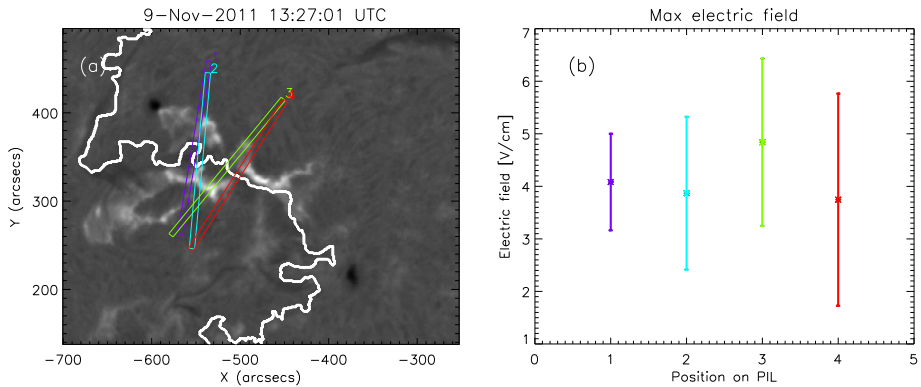 9-Nov-2011 13:27:01 UTC
(a)
2
3
Y (arcsecs)
400
300
200
-700
-600
-500
-400
-300
X (arcsecs)
Max electric field
(b)
Electric field [V/cm]
7
6
5
4
3
2
1
0
1
2
3
4
5
Position on PIL